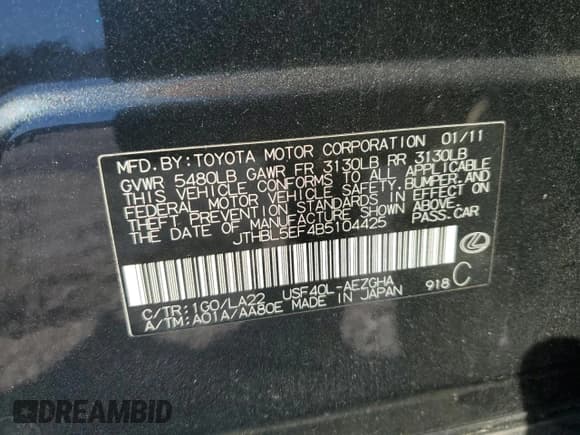 MFD. BY: TOYOTA MOTOR CORPORATION 01/11
GVWR 5480LB GAWR FR 3130LB RR 3130LB
THIS VEHICLE CONFORMS TO ALL APPLICABLE
FEDERAL MOTOR VEHICLE SAFETY, BUMPER, AND
THEFT PREVENTION STANDARDS IN EFFECT ON
THE DATE OF MANUFACTURE SHOWN ABOVE.
JTHBL5EF4B5104425 PASS. CAR
C/TR: 1G0/LA22 USF40L-AEZGHA 918 C
A/TM: A01A/AA80E MADE IN JAPAN
DREAMBID